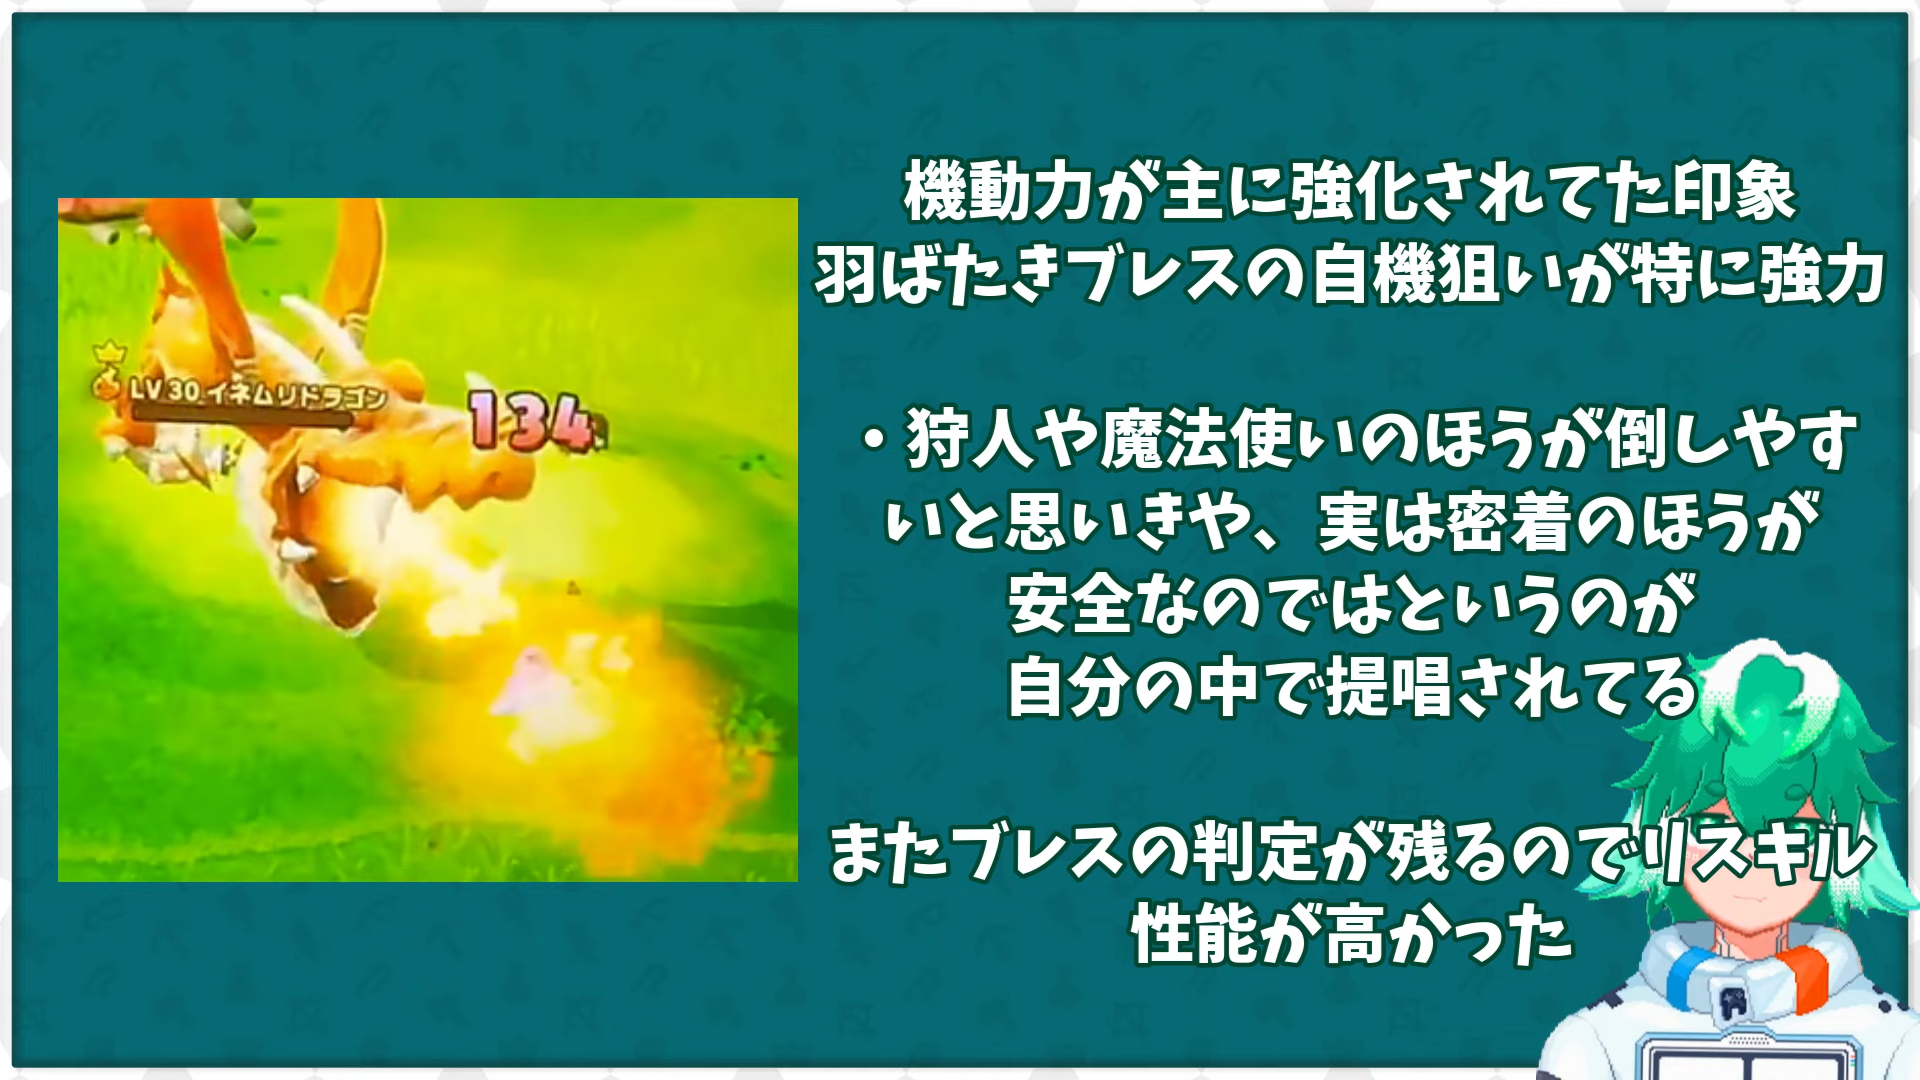 機動力が主に強化されてた印象
羽ばたきブレスの自機狙いが特に強力
LV 30 イネムリドラゴン
134
・狩人や魔法使いのほうが倒しやす
いと思いきや、実は密着のほうが
安全なのではというのが
自分の中で提唱されてる
またブレスの判定が残るのでリスキル
性能が高かった